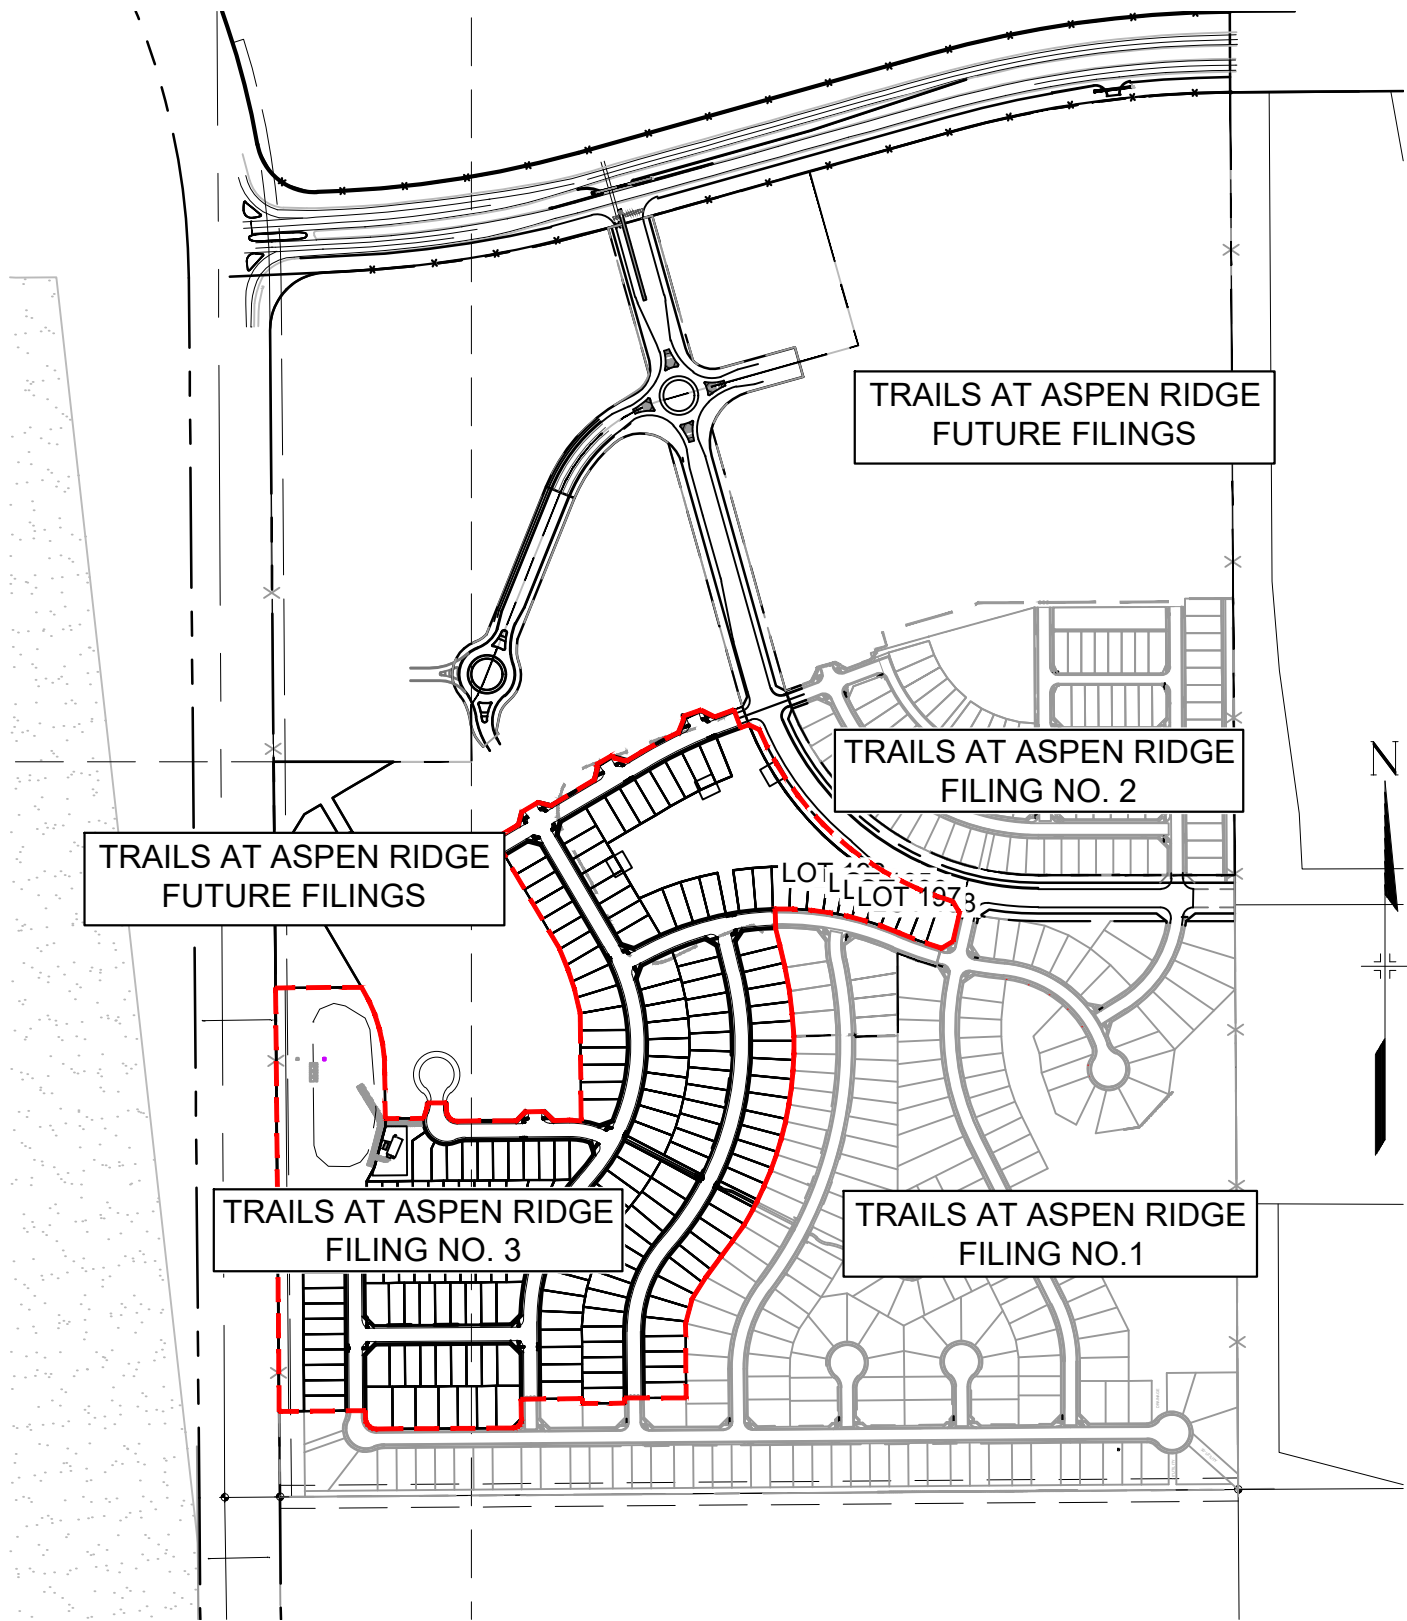 TRAILS AT ASPEN RIDGE
FUTURE FILINGS
TRAILS AT ASPEN RIDGE
FILING NO. 2
N
TRAILS AT ASPEN RIDGE
FUTURE FILINGS
LOT
LOT 197
TRAILS AT ASPEN RIDGE
FILING NO. 3
TRAILS AT ASPEN RIDGE
FILING NO.1